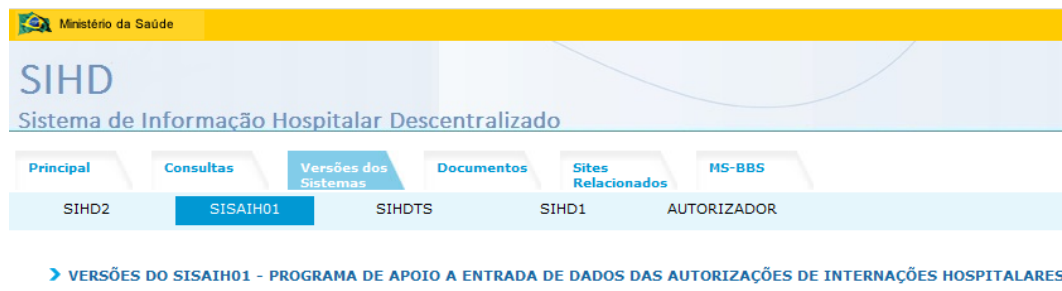 Ministério da Saúde
SIHD
Sistema de Informação Hospitalar Descentralizado
Principal Consultas Versões dos Sistemas Documentos Sites Relacionados MS-BBS
SIHD2 SISAIH01 SIHDTS SIHD1 AUTORIZADOR
VERSÕES DO SISAIH01 - PROGRAMA DE APOIO A ENTRADA DE DADOS DAS AUTORIZAÇÕES DE INTERNAÇÕES HOSPITALARES